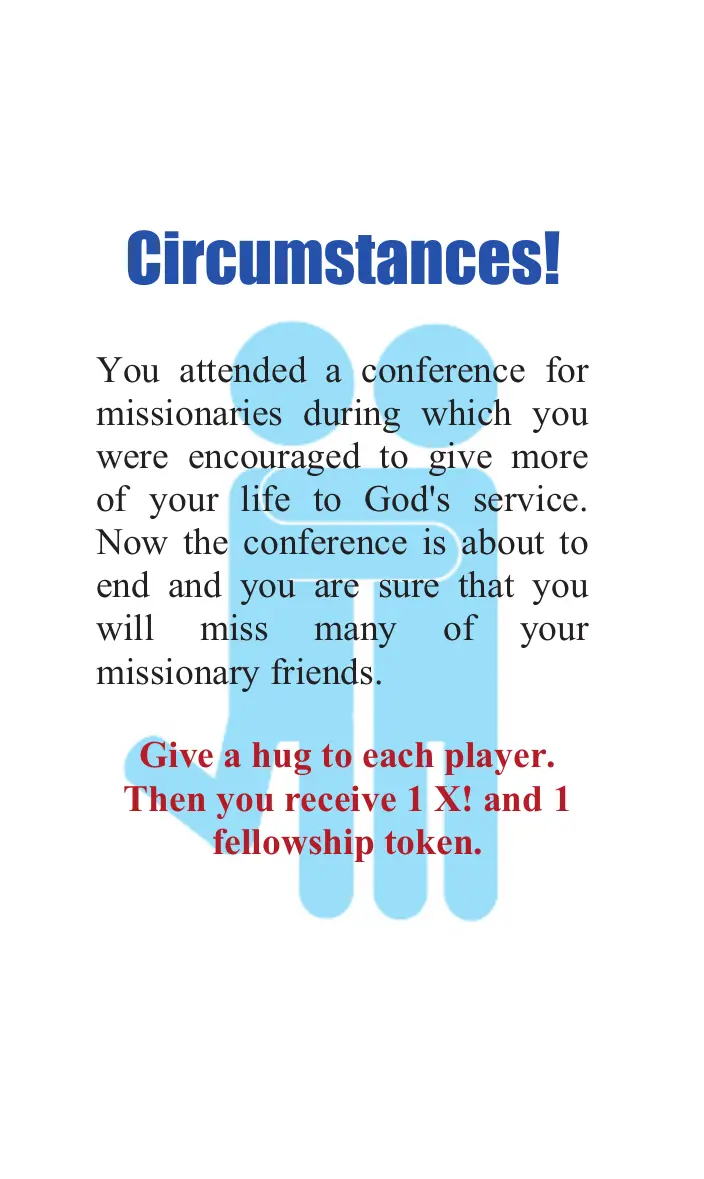 Circumstances!
You attended a conference for
missionaries during which you
were encouraged to give more
of your life to God's service.
Now the conference is about to
end and you are sure that you
will miss many of your
missionary friends.
Give a hug to each player.
Then you receive 1 X! and 1
fellowship token.